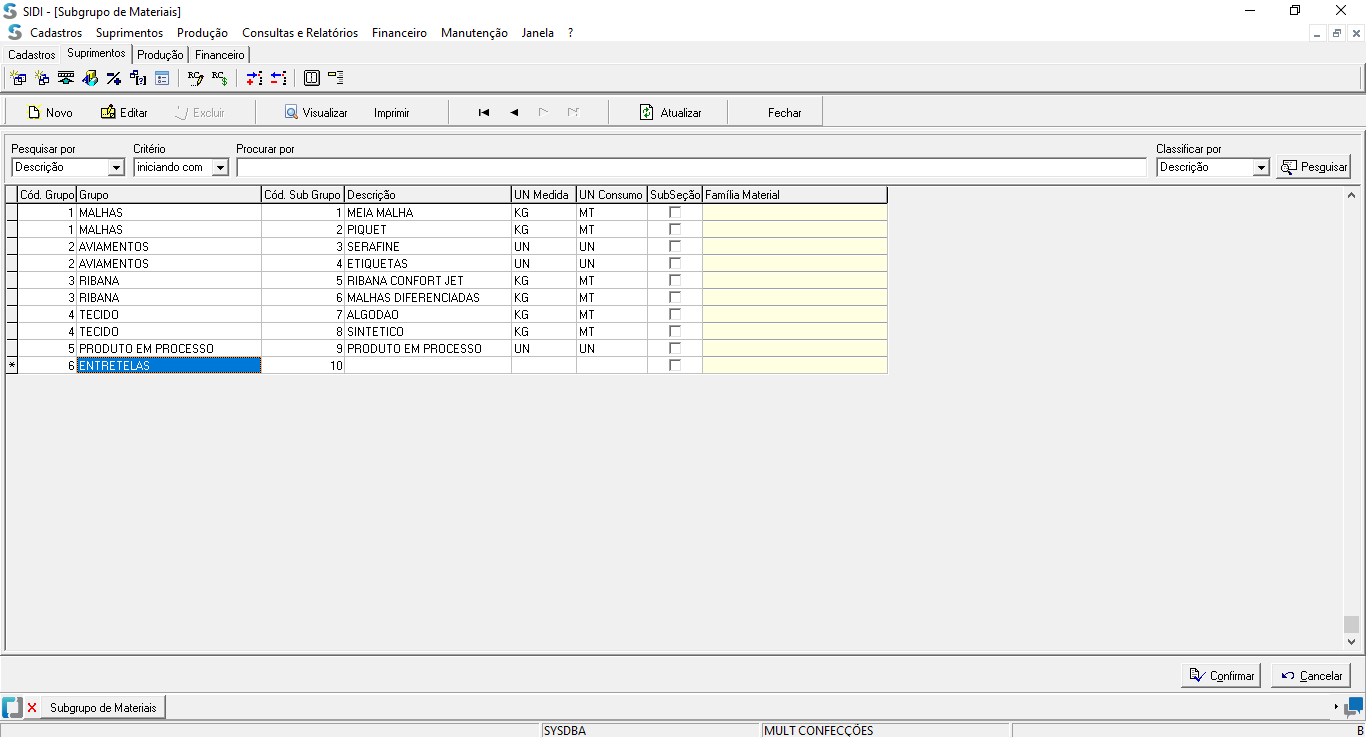 SIDI - [Subgrupo de Materiais]
Cadastros Suprimentos Produção Consultas e Relatórios Financeiro Manutenção Janela ?
Cadastros Suprimentos Produção Financeiro
Novo Editar Excluir Visualizar Imprimir Atualizar Fechar
Pesquisar por Critério Procurar por Classificar por
Descrição iniciando com Descrição Pesquisar
Cód. Grupo Grupo Cód. Sub Grupo Descrição UN Medida UN Consumo SubSeção Família Material
1 MALHAS 1 MEIA MALHA KG MT
1 MALHAS 2 PIQUET KG MT
2 AVIAMENTOS 3 SERAFINE UN UN
2 AVIAMENTOS 4 ETIQUETAS UN UN
3 RIBANA 5 RIBANA CONFORT JET KG MT
3 RIBANA 6 MALHAS DIFERENCIADAS KG MT
4 TECIDO 7 ALGODAO KG MT
4 TECIDO 8 SINTETICO KG MT
5 PRODUTO EM PROCESSO 9 PRODUTO EM PROCESSO UN UN
* 6 ENTRETELAS 10
Confirmar Cancelar
Subgrupo de Materiais
SYSDBA MULT CONFECÇÕES B